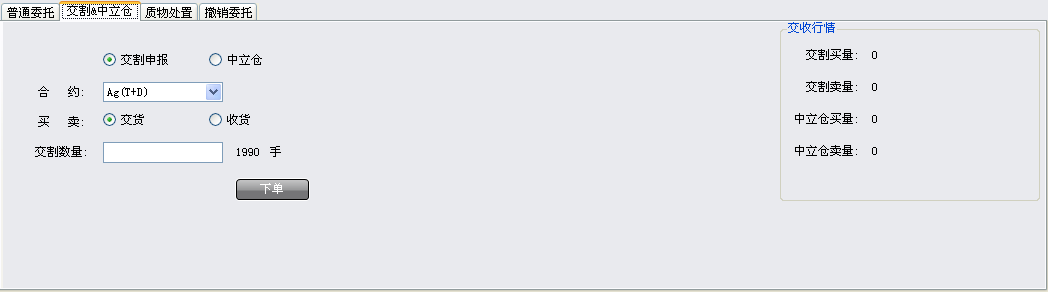 普通委托 交割&中立仓 质物处置 撤销委托
交收行情
交割申报 中立仓
交割买量: 0
合 约: Ag(T+D)
交割卖量: 0
买 卖: 交货 收货
中立仓买量: 0
交割数量: 1990 手
中立仓卖量: 0
下单